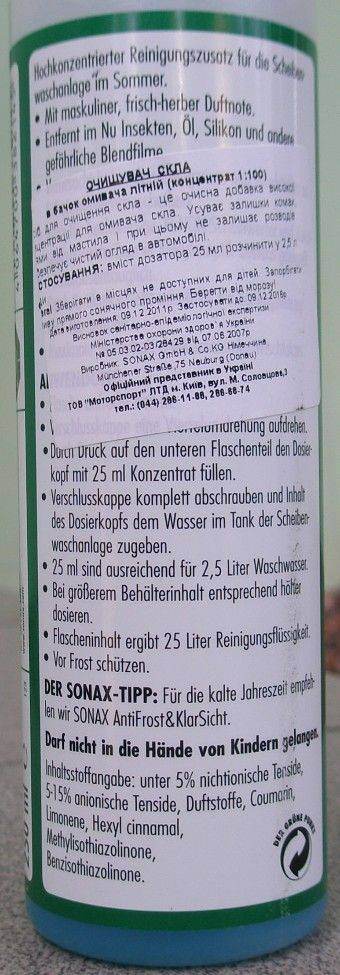 Hochkonzentrierter Reinigungszusatz für die Scheiben-
waschanlage im Sommer.
• Mit maskuliner, frisch-herber Duftnote.
• Entfernt im Nu Insekten, Öl, Silikon und andere
gefährliche Blendfilme
ОЧИЩУВАЧ СКЛА
в бачок омивача літній (концентрат 1:100)
для очищення скла - це очисна добавка високої
центрації для омивача скла. Усуває залишки комах,
ями від мастила і при цьому не залишає розводів
безпечує чистий огляд в автомобілі.
СТОСУВАННЯ: вміст дозатора 25 мл розчинити у 2,5 л
Зберігати в місцях не доступних для дітей. Запобігати
иву прямого сонячного проміння. Берегти від морозу!
Дата виготовлення: 09.12.2011р. Застосувати до: 09.12.2016р.
Висновок санітарно-епідеміологічної експертизи
Міністерства охорони здоров'я України
№ 05.03.02-03/28429 від 07.06.2007р.
Виробник: SONAX GmbH & Co.KG Німеччина
Münchener Straße,75 Neuburg (Donau)
Офіційний представник в Україні
ТОВ "Моторспорт" ЛТД м. Київ, вул. М. Соловцова,
тел.: (044) 286-11-88, 286-66-74
aufdrehen.
• Durch Druck auf den unteren Flaschenteil den Dosier-
kopf mit 25 ml Konzentrat füllen.
• Verschlusskappe komplett abschrauben und Inhalt
des Dosierkopfs dem Wasser im Tank der Scheiben-
waschanlage zugeben.
• 25 ml sind ausreichend für 2,5 Liter Waschwasser.
• Bei größerem Behälterinhalt entsprechend höher
dosieren.
• Flascheninhalt ergibt 25 Liter Reinigungsflüssigkeit.
• Vor Frost schützen.
DER SONAX-TIPP: Für die kalte Jahreszeit empfeh-
len wir SONAX AntiFrost&KlarSicht.
Darf nicht in die Hände von Kindern gelangen.
Inhaltsstoffangabe: unter 5% nichtionische Tenside,
5-15% anionische Tenside, Duftstoffe, Coumarin,
Limonene, Hexyl cinnamal,
Methylisothiazolinone,
Benzisothiazolinone.
DER GRÜNE PUNKT
250 ml